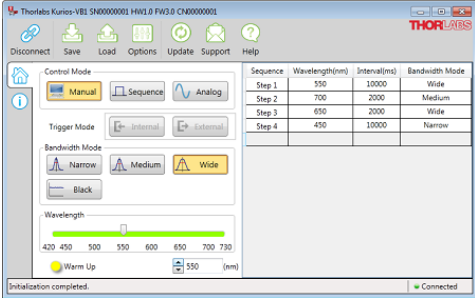 Thorlabs Kurios-VB1 SN00000001 HW1.0 FW3.0 CN00000001
THORLABS
Disconnect Save Load Options Update Support Help
Control Mode
Manual Sequence Analog
Trigger Mode Internal External
Bandwidth Mode
Narrow Medium Wide
Black
Wavelength
420 450 500 550 600 650 700 730
Warm Up 550 (nm)
Sequence Wavelength(nm) Interval(ms) Bandwidth Mode
Step 1 550 10000 Wide
Step 2 700 2000 Medium
Step 3 650 2000 Wide
Step 4 450 10000 Narrow
Initialization completed. Connected